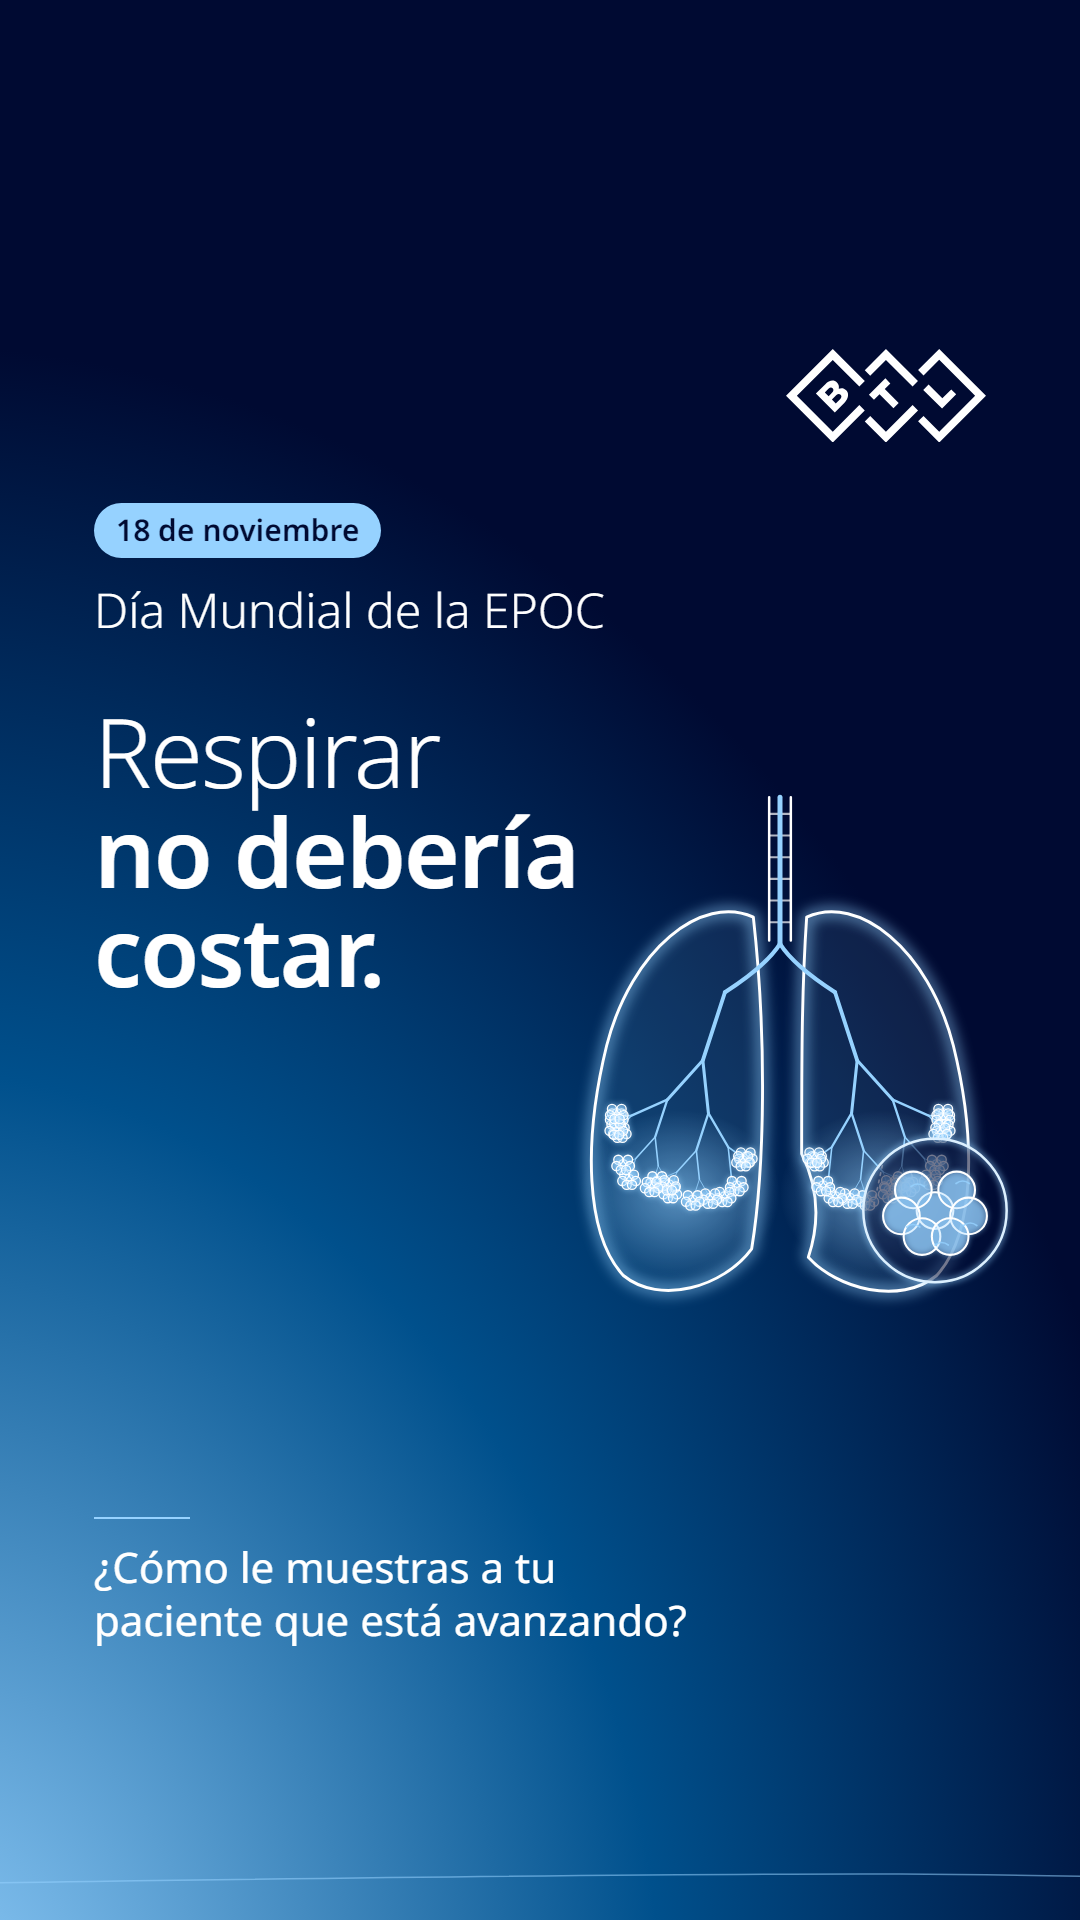 BTL
18 de noviembre
Día Mundial de la EPOC
Respirar
no debería
costar.
¿Cómo le muestras a tu
paciente que está avanzando?